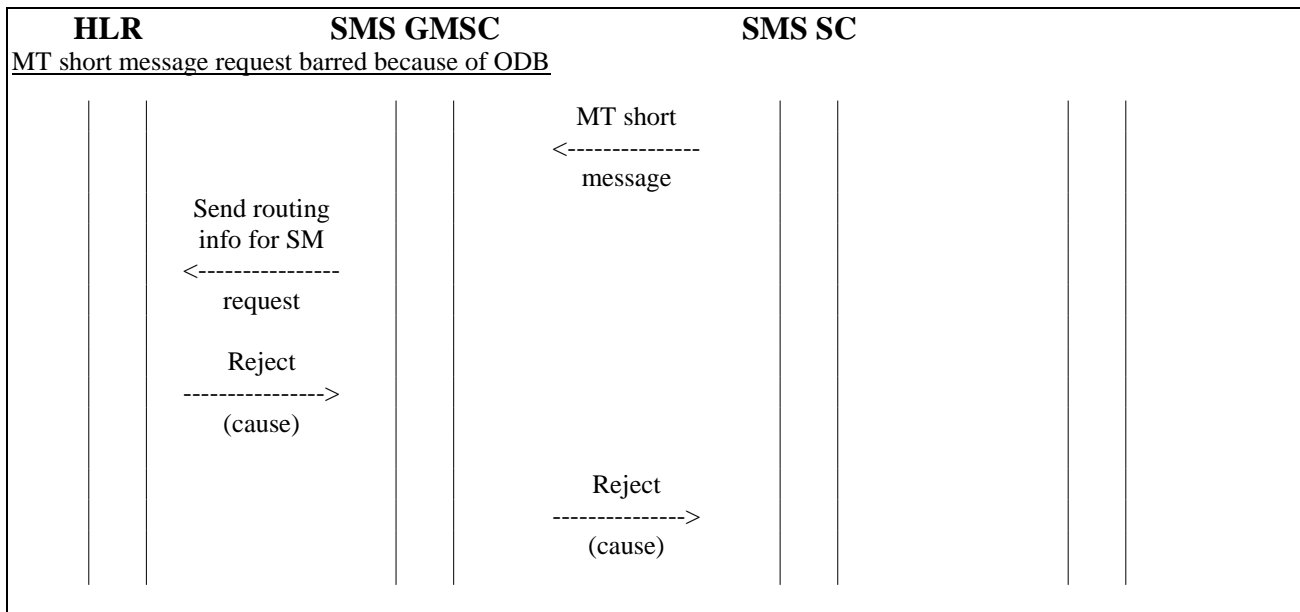 HLR SMS GMSC SMS SC
MT short message request barred because of ODB
MT short
<---------------
message
Send routing
info for SM
<----------------
request
Reject
---------------->
(cause)
Reject
--------------->
(cause)